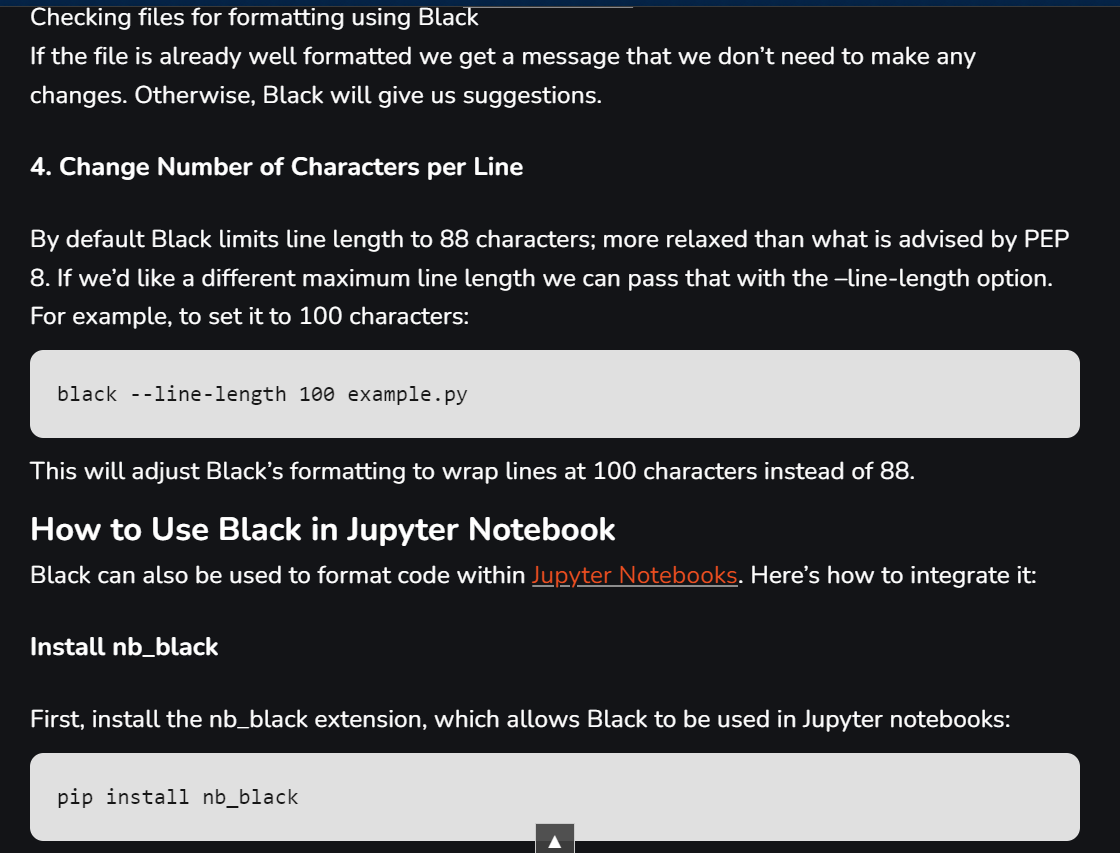 Checking files for formatting using Black
If the file is already well formatted we get a message that we don’t need to make any
changes. Otherwise, Black will give us suggestions.
4. Change Number of Characters per Line
By default Black limits line length to 88 characters; more relaxed than what is advised by PEP
8. If we’d like a different maximum line length we can pass that with the –line-length option.
For example, to set it to 100 characters:
black --line-length 100 example.py
This will adjust Black’s formatting to wrap lines at 100 characters instead of 88.
How to Use Black in Jupyter Notebook
Black can also be used to format code within Jupyter Notebooks. Here’s how to integrate it:
Install nb_black
First, install the nb_black extension, which allows Black to be used in Jupyter notebooks:
pip install nb_black